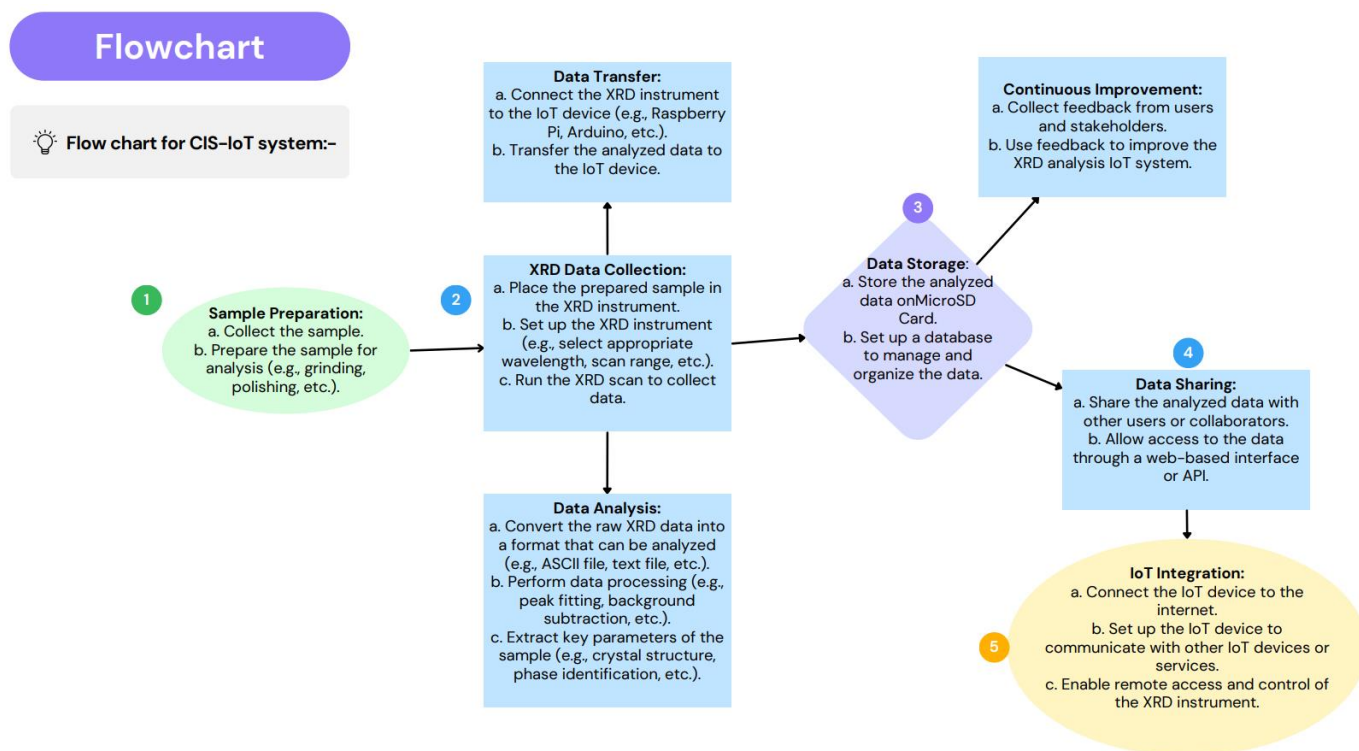 Flowchart
Flow chart for CIS-IoT system:-
Data Transfer:
a. Connect the XRD instrument
to the IoT device (e.g., Raspberry
Pi, Arduino, etc.).
b. Transfer the analyzed data to
the IoT device.
Continuous Improvement:
a. Collect feedback from users
and stakeholders.
b. Use feedback to improve the
XRD analysis IoT system.
1
Sample Preparation:
a. Collect the sample.
b. Prepare the sample for
analysis (e.g., grinding,
polishing, etc.).
2
XRD Data Collection:
a. Place the prepared sample in
the XRD instrument.
b. Set up the XRD instrument
(e.g., select appropriate
wavelength, scan range, etc.).
c. Run the XRD scan to collect
data.
3
Data Storage:
a. Store the analyzed
data onMicroSD
Card.
b. Set up a database
to manage and
organize the data.
4
Data Sharing:
a. Share the analyzed data with
other users or collaborators.
b. Allow access to the data
through a web-based interface
or API.
Data Analysis:
a. Convert the raw XRD data into
a format that can be analyzed
(e.g., ASCII file, text file, etc.).
b. Perform data processing (e.g.,
peak fitting, background
subtraction, etc.).
c. Extract key parameters of the
sample (e.g., crystal structure,
phase identification, etc.).
5
IoT Integration:
a. Connect the IoT device to the
internet.
b. Set up the IoT device to
communicate with other IoT devices or
services.
c. Enable remote access and control of
the XRD instrument.